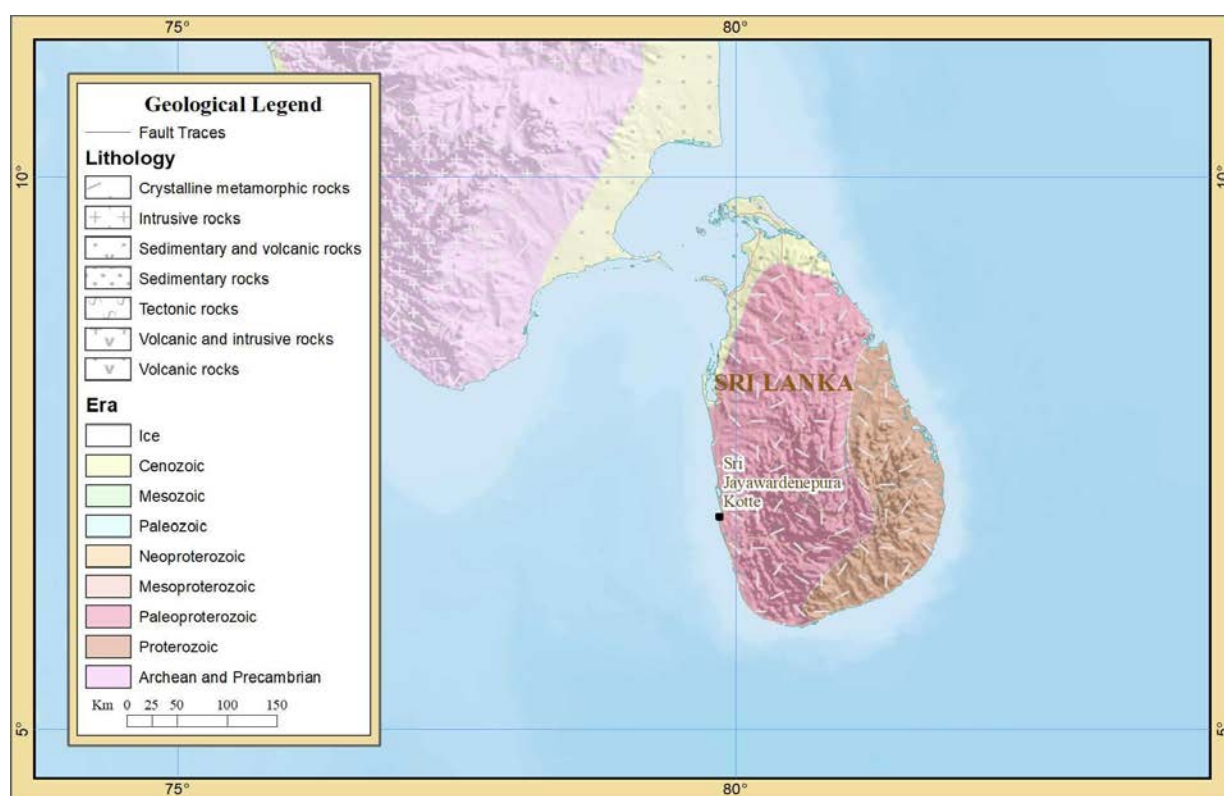 75°
80°
10°
10°
Geological Legend
Fault Traces
Lithology
Crystalline metamorphic rocks
Intrusive rocks
Sedimentary and volcanic rocks
Sedimentary rocks
Tectonic rocks
Volcanic and intrusive rocks
Volcanic rocks
Era
Ice
Cenozoic
Mesozoic
Paleozoic
Neoproterozoic
Mesoproterozoic
Paleoproterozoic
Proterozoic
Archean and Precambrian
Km 0 25 50 100 150
SRI LANKA
Sri
Jayawardenepura
Kotte
5°
5°
75°
80°